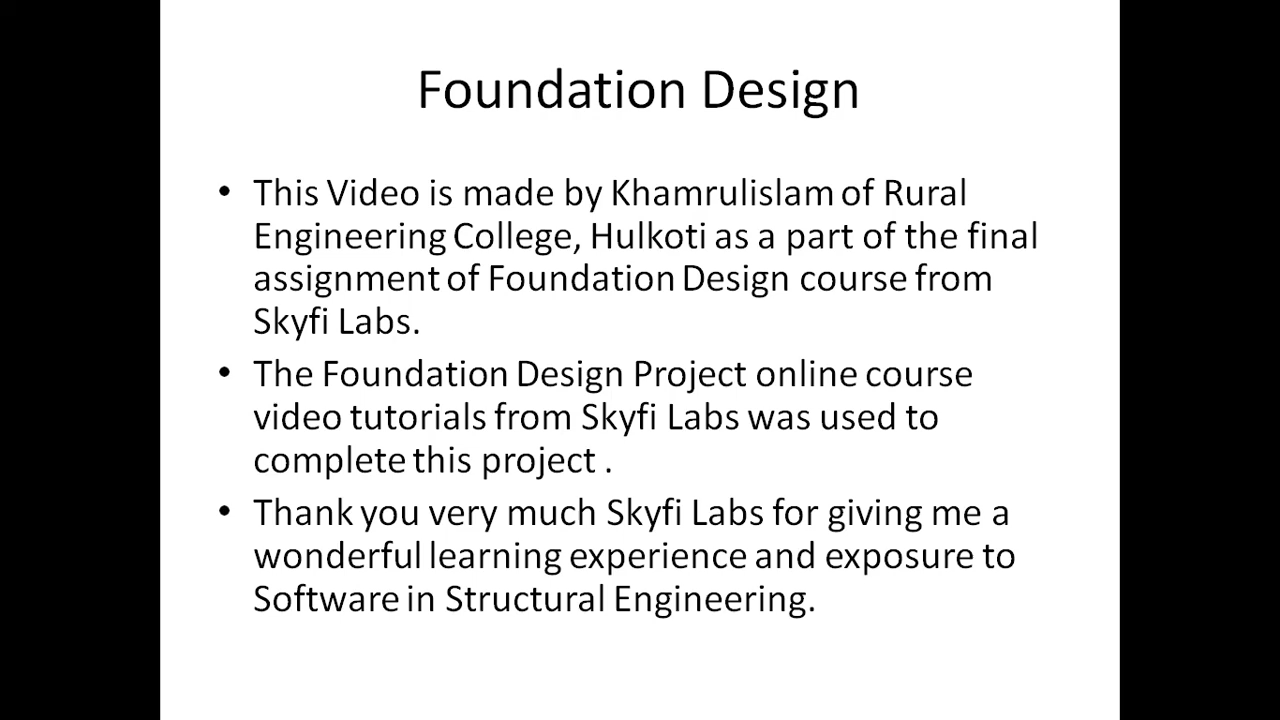 Foundation Design
• This Video is made by Khamrulislam of Rural
Engineering College, Hulkoti as a part of the final
assignment of Foundation Design course from
Skyfi Labs.
• The Foundation Design Project online course
video tutorials from Skyfi Labs was used to
complete this project .
• Thank you very much Skyfi Labs for giving me a
wonderful learning experience and exposure to
Software in Structural Engineering.